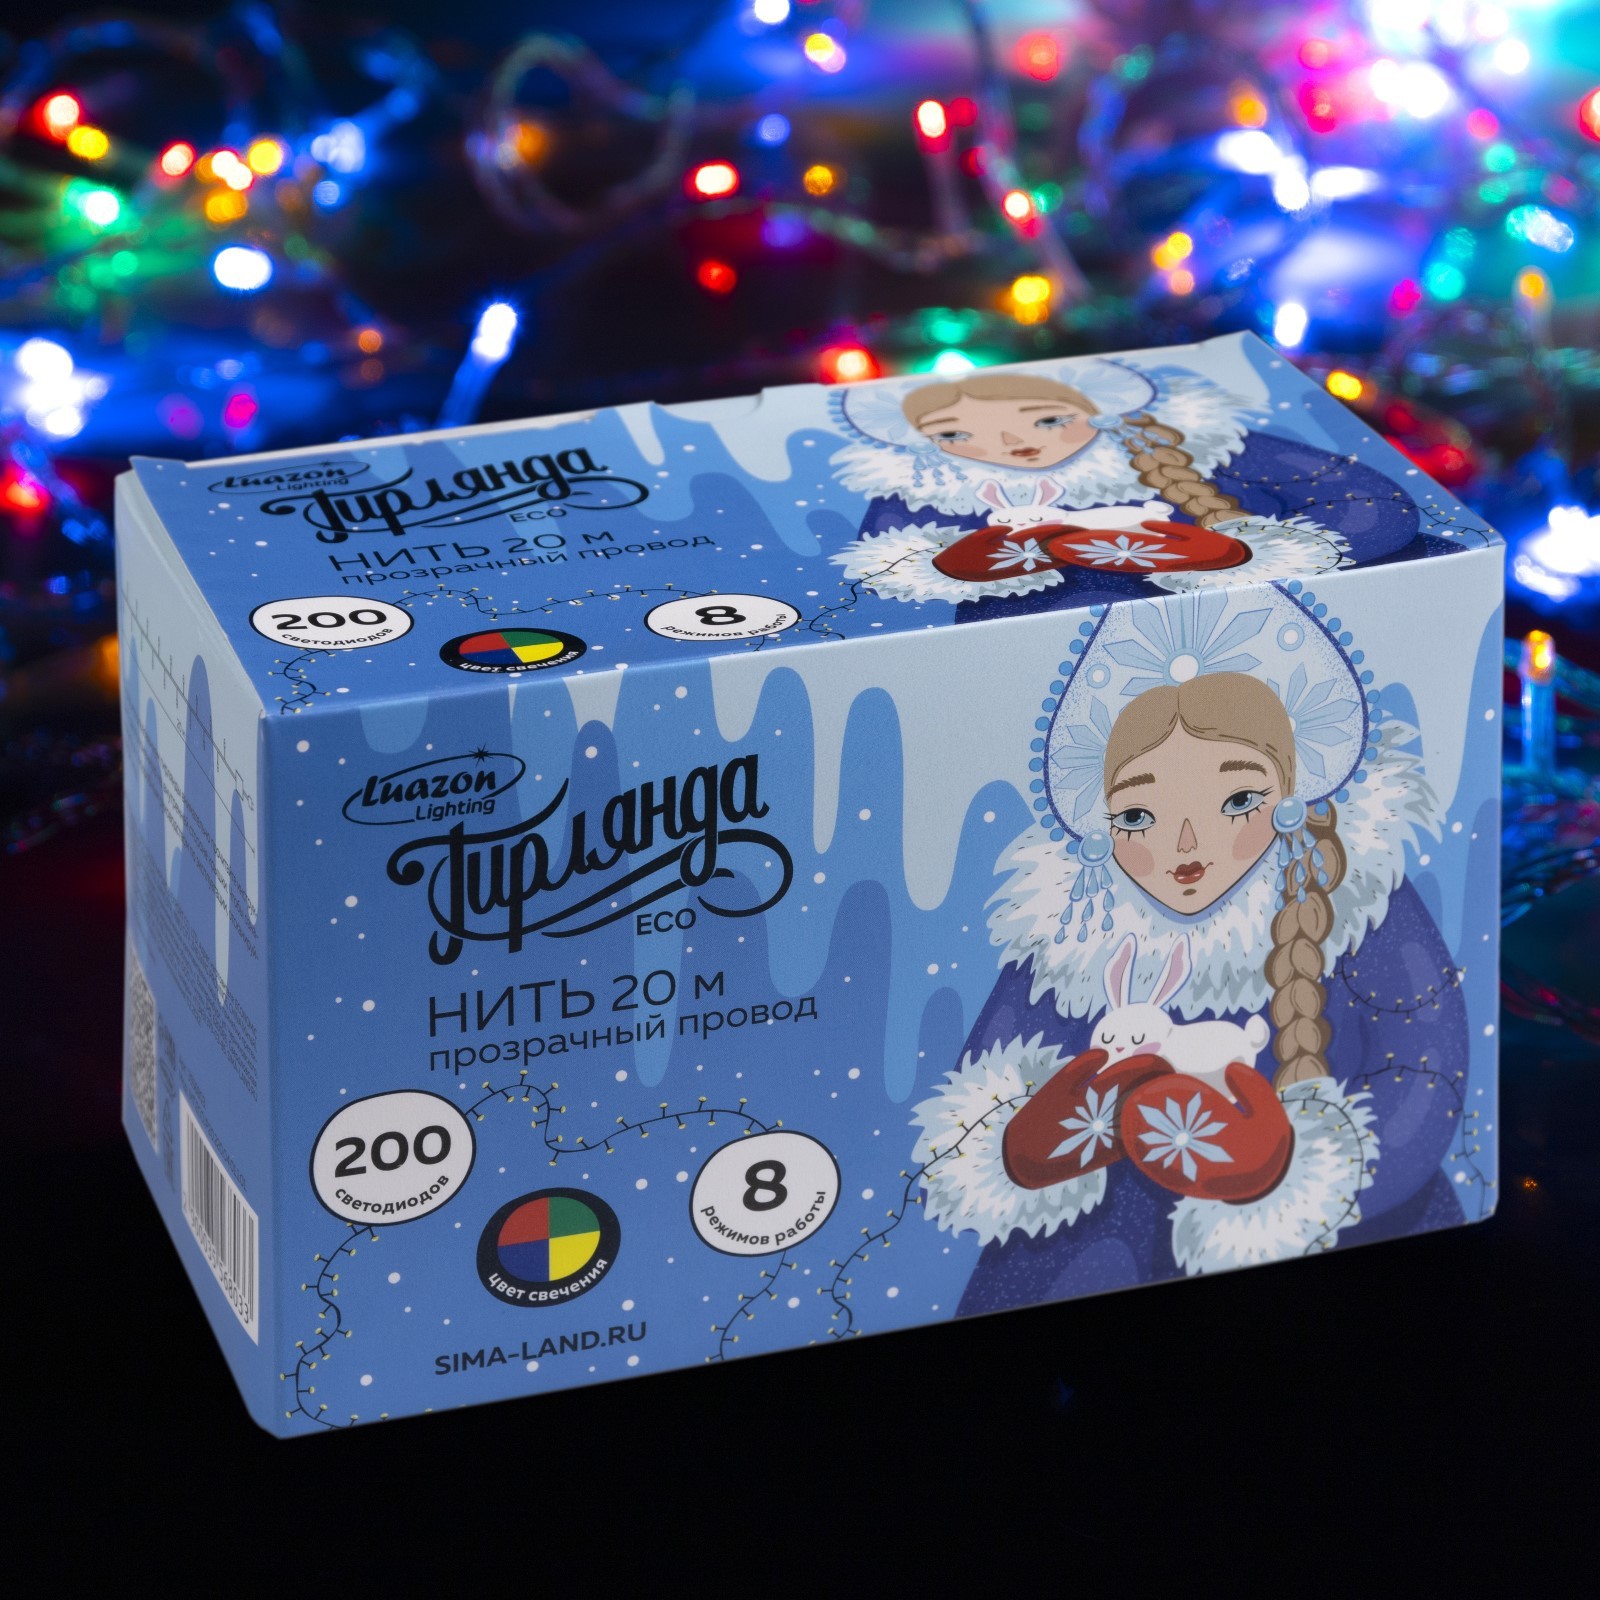 Luazon
Lighting
Гирлянда
ECO
НИТЬ 20 м
прозрачный провод
200
светодиодов
цвет свечения
8
режимов работы
Luazon
Lighting
Гирлянда
ECO
НИТЬ 20 м
прозрачный провод
200
светодиодов
цвет свечения
8
режимов работы
SIMA-LAND.RU